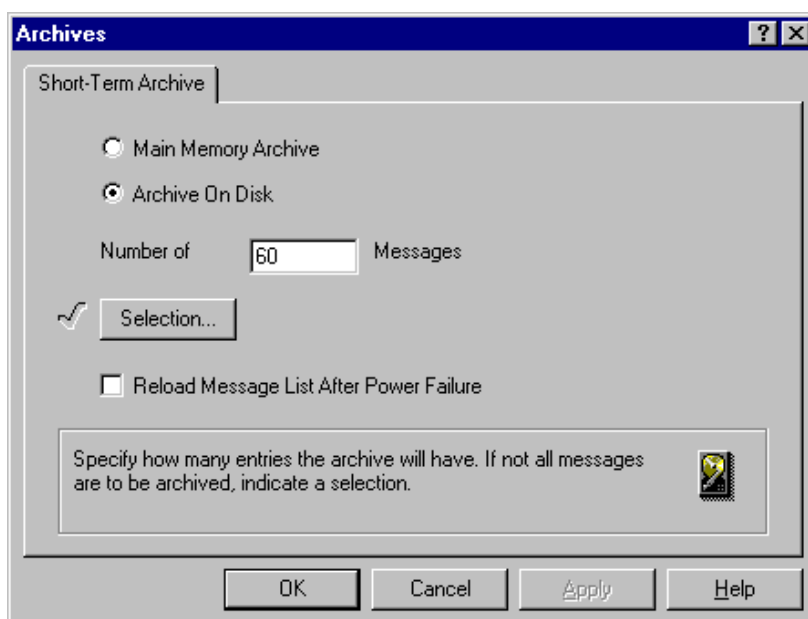 Archives
Short-Term Archive
Main Memory Archive
Archive On Disk
Number of 60 Messages
Selection...
Reload Message List After Power Failure
Specify how many entries the archive will have. If not all messages
are to be archived, indicate a selection.
OK Cancel Apply Help